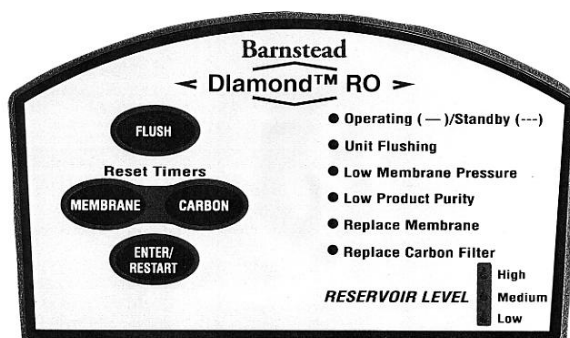 Barnstead
DIamond™ RO
FLUSH
Reset Timers
MEMBRANE
CARBON
ENTER/
RESTART
Operating ( — )/Standby (---)
Unit Flushing
Low Membrane Pressure
Low Product Purity
Replace Membrane
Replace Carbon Filter
RESERVOIR LEVEL
High
Medium
Low